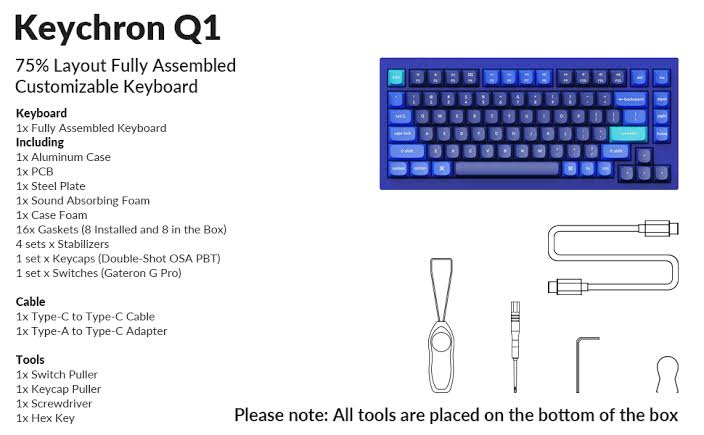 Keychron Q1
75% Layout Fully Assembled
Customizable Keyboard
Keyboard
1x Fully Assembled Keyboard
Including
1x Aluminum Case
1x PCB
1x Steel Plate
1x Sound Absorbing Foam
1x Case Foam
16x Gaskets (8 Installed and 8 in the Box)
4 sets x Stabilizers
1 set x Keycaps (Double-Shot OSA PBT)
1 set x Switches (Gateron G Pro)
Cable
1x Type-C to Type-C Cable
1x Type-A to Type-C Adapter
Tools
1x Switch Puller
1x Keycap Puller
1x Screwdriver
1x Hex Key
Please note: All tools are placed on the bottom of the box